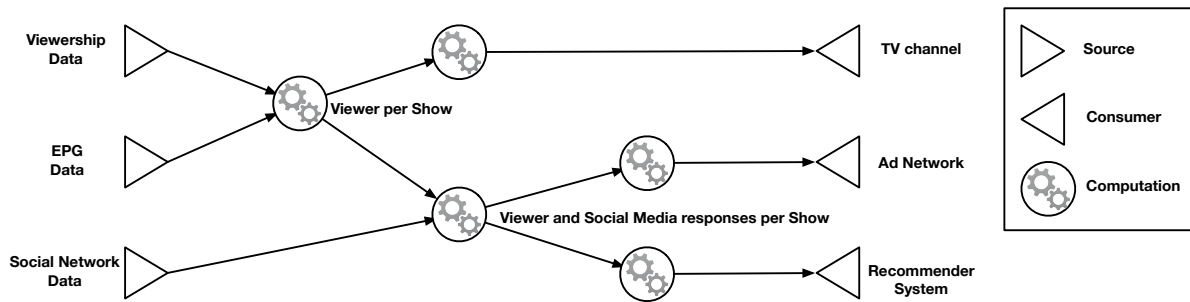 Viewership
Data
TV channel
Source
Viewer per Show
Consumer
EPG
Data
Ad Network
Computation
Viewer and Social Media responses per Show
Social Network
Data
Recommender
System